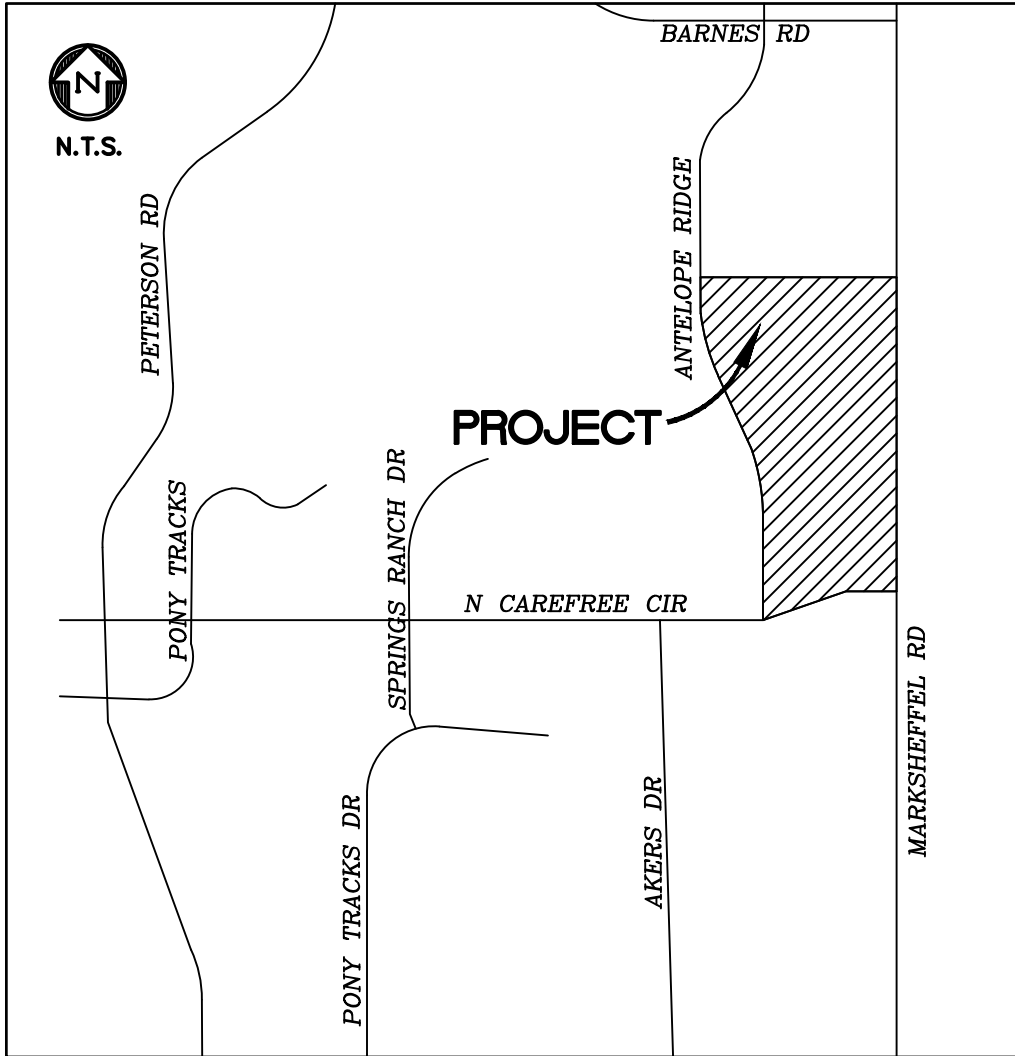 BARNES RD
N
N.T.S.
ANTELOPE RIDGE
PETERSON RD
PROJECT
SPRINGS RANCH DR
PONY TRACKS
N CAREFREE CIR
MARKSHEFFEL RD
AKERS DR
PONY TRACKS DR